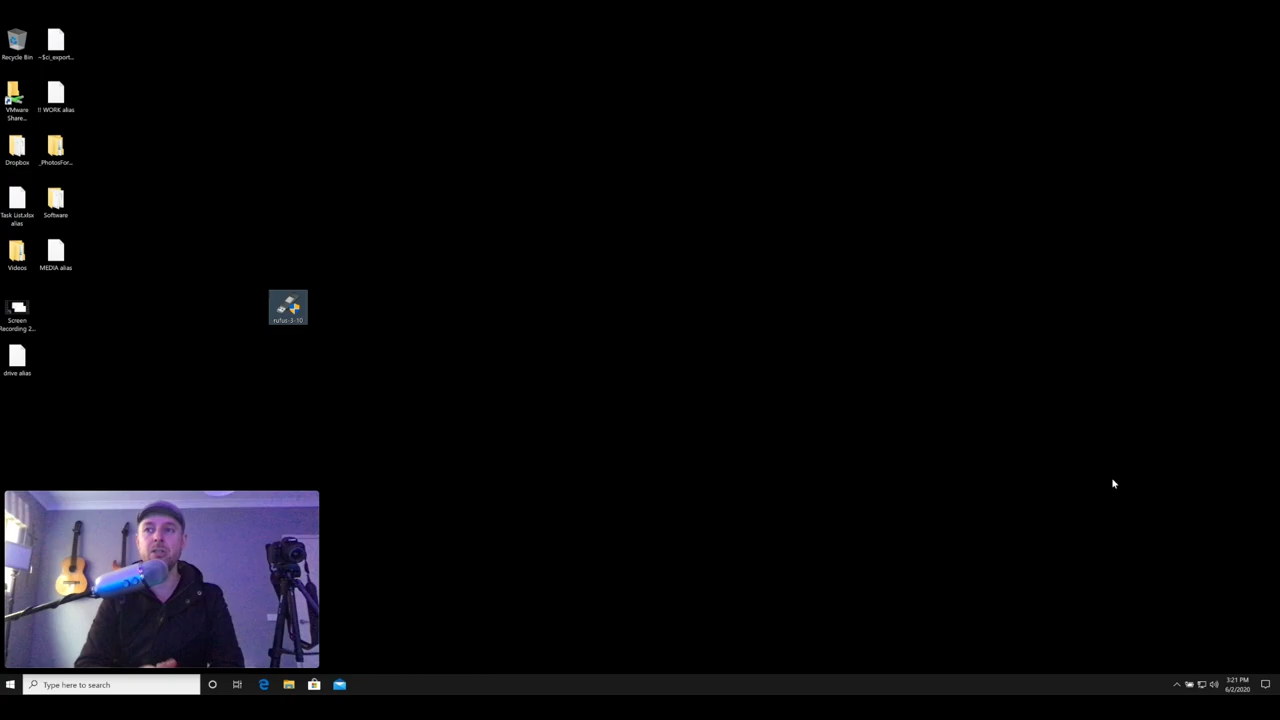 Recycle Bin
~$ci_export...
VMware
Share...
!! WORK alias
Dropbox
_PhotosFor...
Task List.xlsx
alias
Software
Videos
MEDIA alias
Screen
Recording 2...
drive alias
rufus-3-10
Type here to search
3:21 PM
6/2/2020